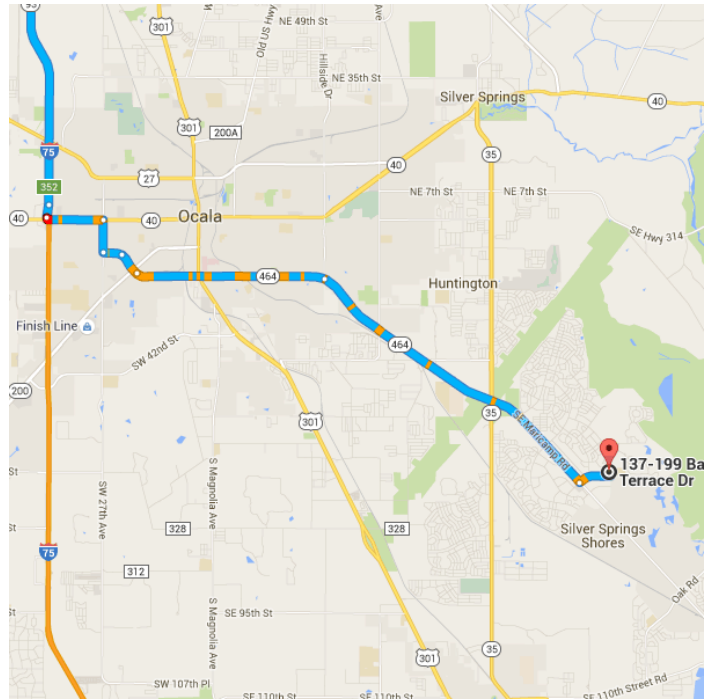 93
301
NE 49th St
Old US Hwy
Ave
Hillside Dr
NE 35th St
Silver Springs
40
301
200A
75
40
35
27
352
NE 7th St
NE 7th St
40
40
Ocala
SE Hwy 314
464
Huntington
Finish Line
SW 42nd St
464
200
35
SE Maricamp Rd
301
137-199 Ba
Terrace Dr
S Magnolia Ave
SW 27th Ave
328
328
Silver Springs
Shores
75
312
S Magnolia Ave
Oak Rd
SE 95th St
35
301
SW 107th Pl
SE 110th St
SE 110th St
SE 110th Street Rd